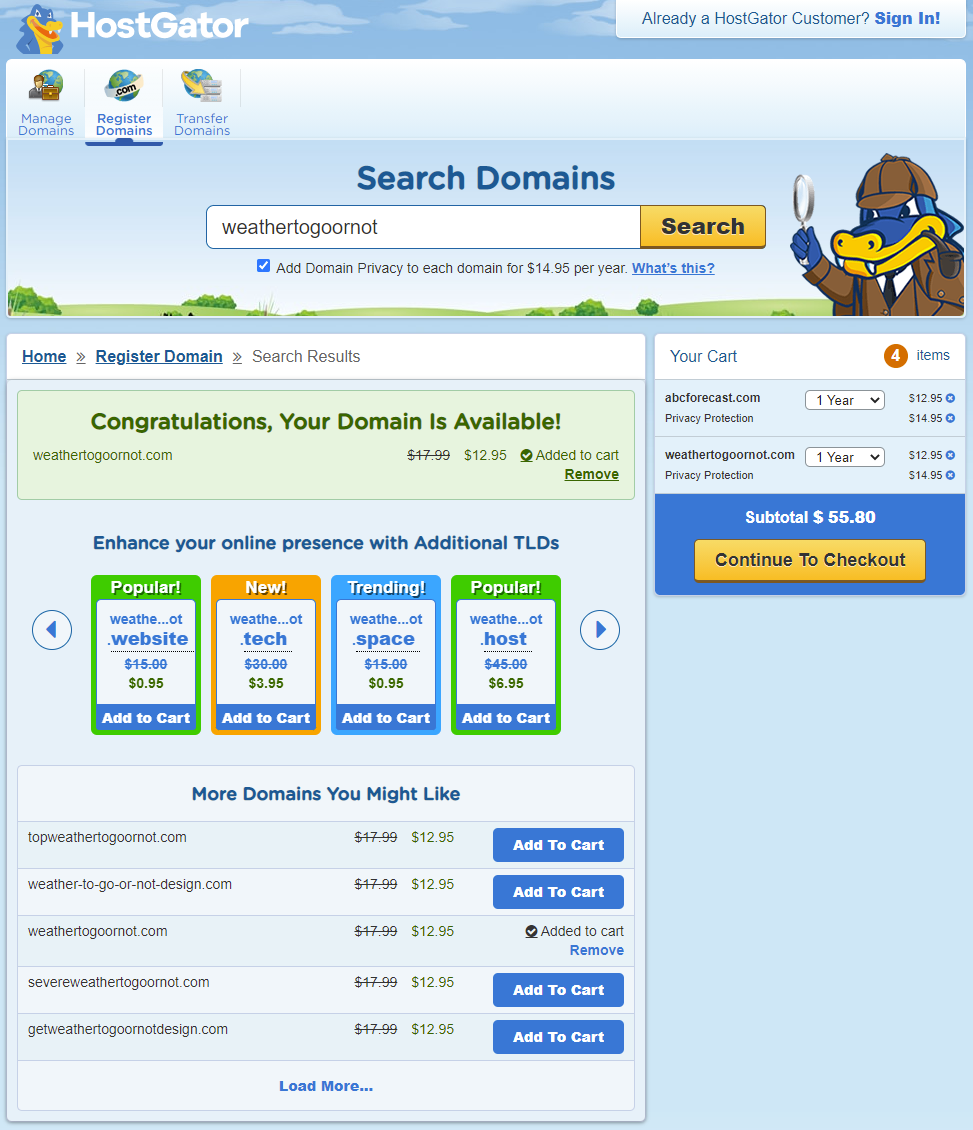 HostGator
Already a HostGator Customer? Sign In!
Manage
Domains
Register
Domains
Transfer
Domains
.com
Search Domains
weathertogoornot
Search
Add Domain Privacy to each domain for $14.95 per year. What's this?
Home » Register Domain » Search Results
Congratulations, Your Domain Is Available!
weathertogoornot.com $17.99 $12.95 Added to cart
Remove
Enhance your online presence with Additional TLDs
Popular!
weathe...ot
.website
$15.00
$0.95
Add to Cart
New!
weathe...ot
.tech
$30.00
$3.95
Add to Cart
Trending!
weathe...ot
.space
$15.00
$0.95
Add to Cart
Popular!
weathe...ot
.host
$45.00
$6.95
Add to Cart
More Domains You Might Like
topweathertogoornot.com $17.99 $12.95 Add To Cart
weather-to-go-or-not-design.com $17.99 $12.95 Add To Cart
weathertogoornot.com $17.99 $12.95 Added to cart
Remove
severeweathertogoornot.com $17.99 $12.95 Add To Cart
getweathertogoornotdesign.com $17.99 $12.95 Add To Cart
Load More...
Your Cart 4 items
abcforecast.com 1 Year $12.95
Privacy Protection $14.95
weathertogoornot.com 1 Year $12.95
Privacy Protection $14.95
Subtotal $ 55.80
Continue To Checkout